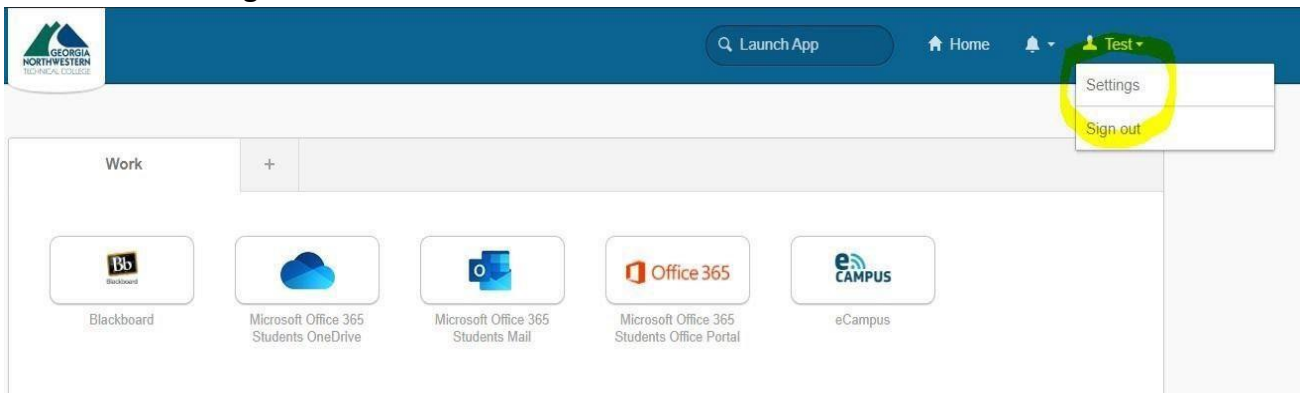 GEORGIA
NORTHWESTERN
TECHNICAL COLLEGE
Launch App
Home
Test
Settings
Sign out
Work
+
Bb
Blackboard
Blackboard
O
Microsoft Office 365
Students OneDrive
Microsoft Office 365
Students Mail
Office 365
Microsoft Office 365
Students Office Portal
eCAMPUS
eCampus